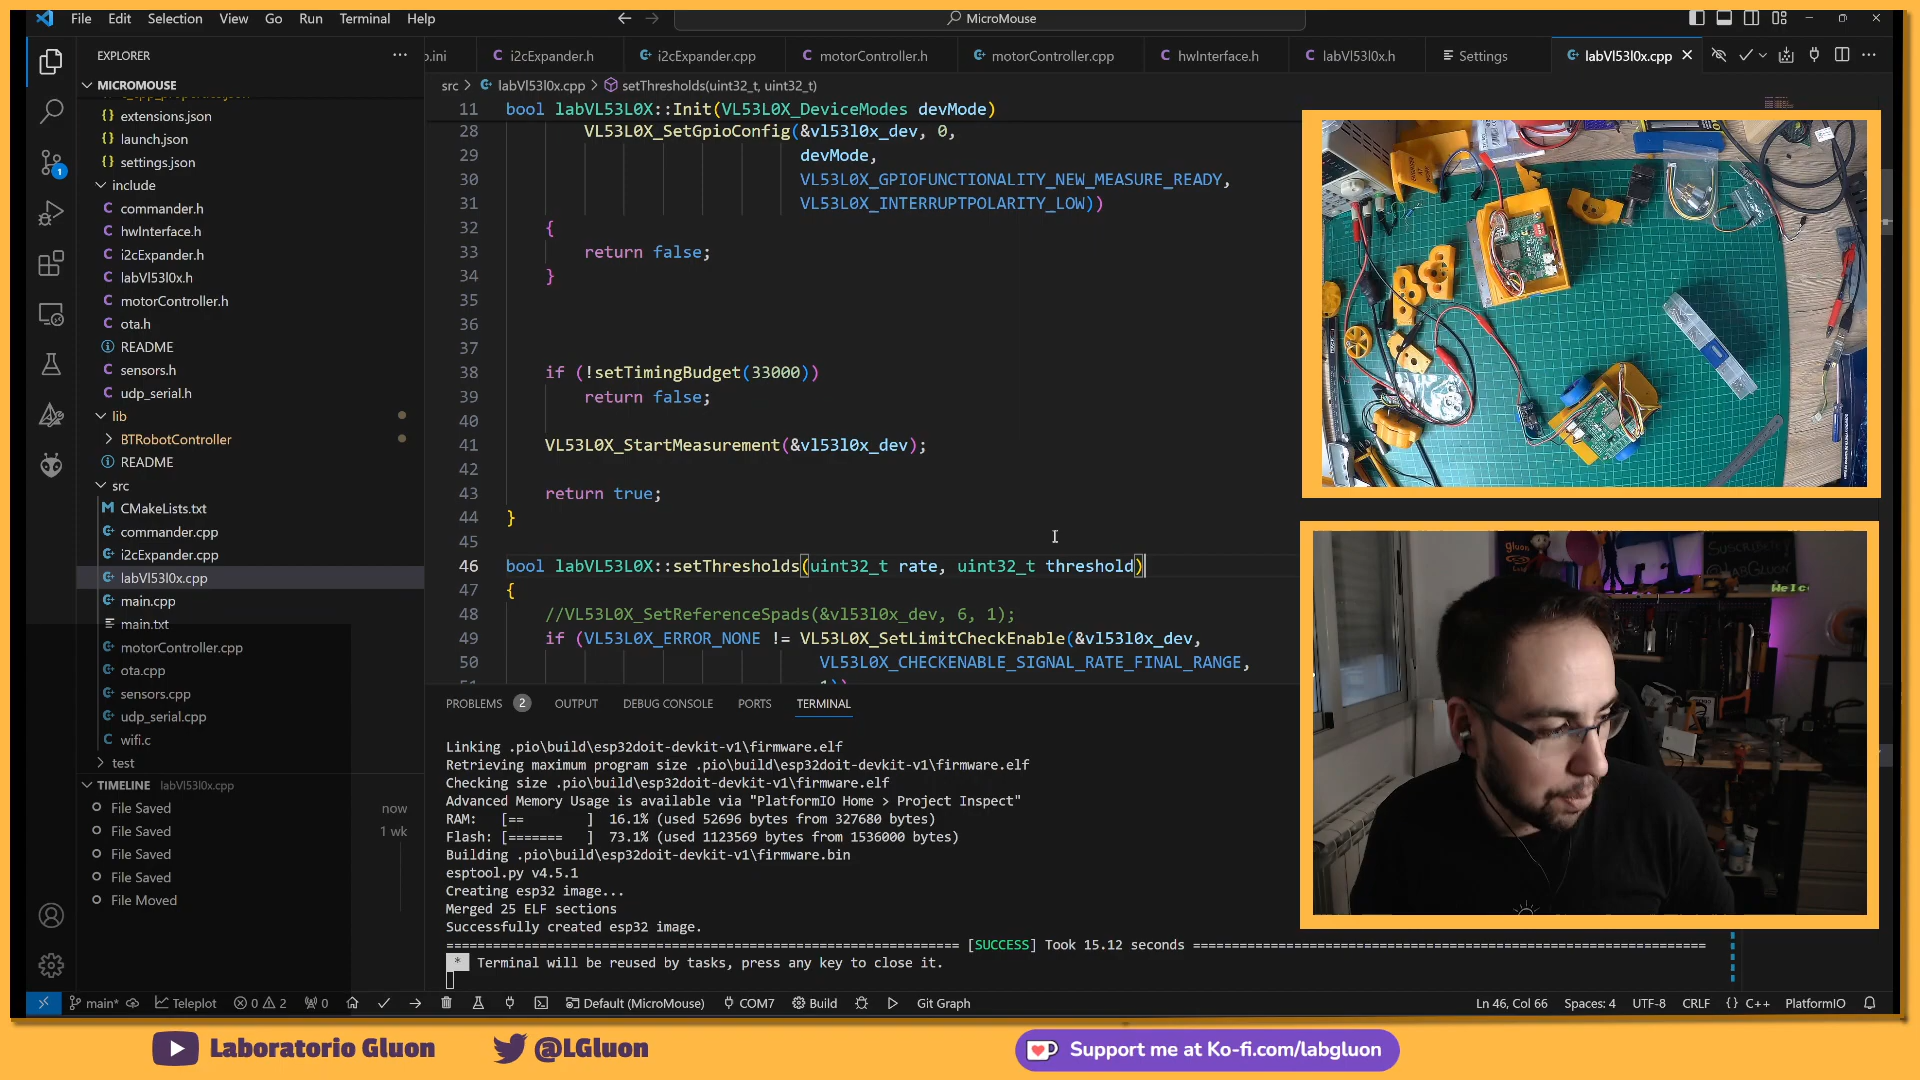 File Edit Selection View Go Run Terminal Help
MicroMouse
EXPLORER
MICROMOUSE
extensions.json
launch.json
settings.json
include
commander.h
hwInterface.h
i2cExpander.h
labVl53l0x.h
motorController.h
ota.h
README
sensors.h
udp_serial.h
lib
BTRobotController
README
src
CMakeLists.txt
commander.cpp
i2cExpander.cpp
labVl53l0x.cpp
main.cpp
main.txt
motorController.cpp
ota.cpp
sensors.cpp
udp_serial.cpp
wifi.c
test
TIMELINE labVl53l0x.cpp
File Saved now
File Saved 1 wk
File Saved
File Saved
File Moved
.ini i2cExpander.h i2cExpander.cpp motorController.h motorController.cpp hwInterface.h labVl53l0x.h Settings labVl53l0x.cpp
src > labVl53l0x.cpp > setThresholds(uint32_t, uint32_t)
11 bool labVL53L0X::Init(VL53L0X_DeviceModes devMode)
28 VL53L0X_SetGpioConfig(&vl53l0x_dev, 0,
29 devMode,
30 VL53L0X_GPIOFUNCTIONALITY_NEW_MEASURE_READY,
31 VL53L0X_INTERRUPTPOLARITY_LOW))
32 {
33 return false;
34 }
35
36
37
38 if (!setTimingBudget(33000))
39 return false;
40
41 VL53L0X_StartMeasurement(&vl53l0x_dev);
42
43 return true;
44 }
45
46 bool labVL53L0X::setThresholds(uint32_t rate, uint32_t threshold)
47 {
48 //VL53L0X_SetReferenceSpads(&vl53l0x_dev, 6, 1);
49 if (VL53L0X_ERROR_NONE != VL53L0X_SetLimitCheckEnable(&vl53l0x_dev,
50 VL53L0X_CHECKENABLE_SIGNAL_RATE_FINAL_RANGE,
PROBLEMS 2 OUTPUT DEBUG CONSOLE PORTS TERMINAL
Linking .pio\build\esp32doit-devkit-v1\firmware.elf
Retrieving maximum program size .pio\build\esp32doit-devkit-v1\firmware.elf
Checking size .pio\build\esp32doit-devkit-v1\firmware.elf
Advanced Memory Usage is available via "PlatformIO Home > Project Inspect"
RAM: [== ] 16.1% (used 52696 bytes from 327680 bytes)
Flash: [======= ] 73.1% (used 1123569 bytes from 1536000 bytes)
Building .pio\build\esp32doit-devkit-v1\firmware.bin
esptool.py v4.5.1
Creating esp32 image...
Merged 25 ELF sections
Successfully created esp32 image.
[SUCCESS] Took 15.12 seconds
* Terminal will be reused by tasks, press any key to close it.
main* Teleplot 0 2 0 Default (MicroMouse) COM7 Build Git Graph Ln 46, Col 66 Spaces: 4 UTF-8 CRLF {} C++ PlatformIO
gluon
SUSCRIBETE
@LABGLUON
Welc
Laboratorio Gluon @LGluon Support me at Ko-fi.com/labgluon